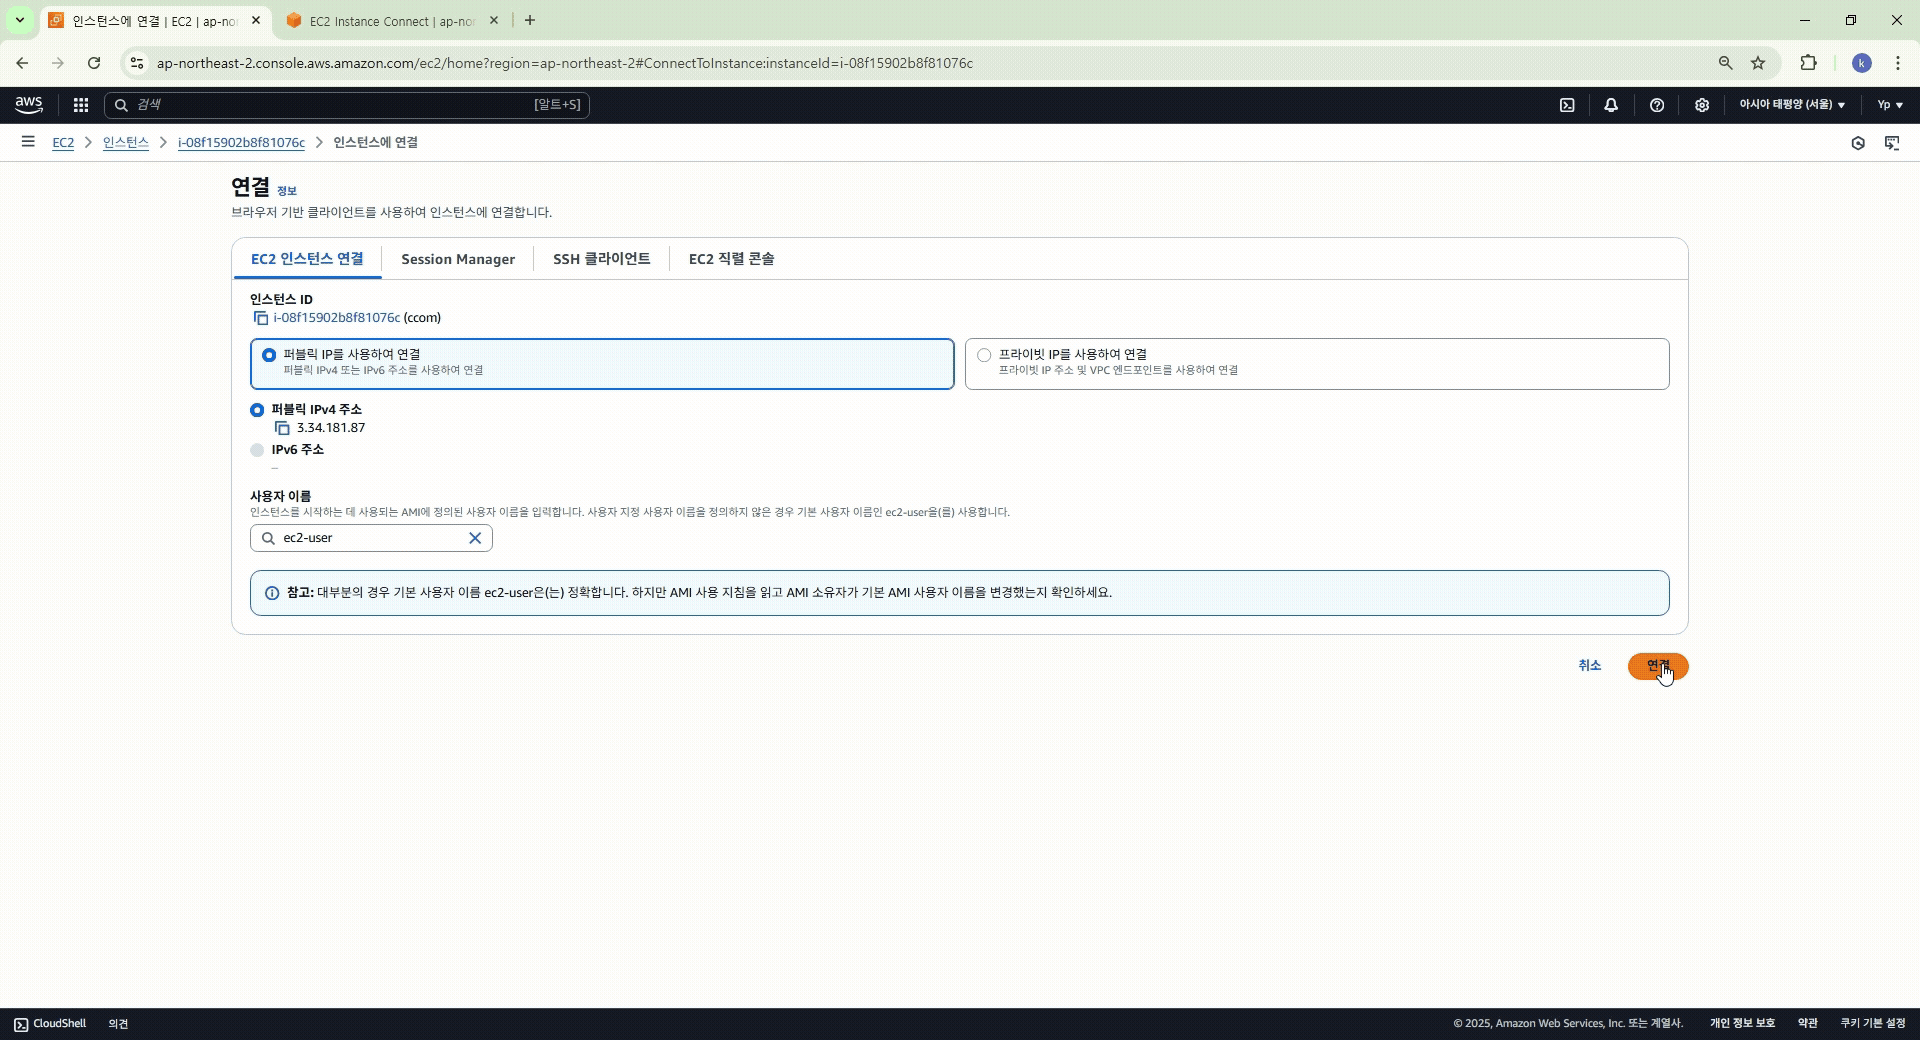 인스턴스에 연결 | EC2 | ap-no
EC2 Instance Connect | ap-no
ap-northeast-2.console.aws.amazon.com/ec2/home?region=ap-northeast-2#ConnectToInstance:instanceId=i-08f15902b8f81076c
k
aws
검색
[알트+S]
아시아 태평양 (서울)
Yp
EC2
인스턴스
i-08f15902b8f81076c
인스턴스에 연결
연결 정보
브라우저 기반 클라이언트를 사용하여 인스턴스에 연결합니다.
EC2 인스턴스 연결
Session Manager
SSH 클라이언트
EC2 직렬 콘솔
인스턴스 ID
i-08f15902b8f81076c (ccom)
퍼블릭 IP를 사용하여 연결
퍼블릭 IPv4 또는 IPv6 주소를 사용하여 연결
프라이빗 IP를 사용하여 연결
프라이빗 IP 주소 및 VPC 엔드포인트를 사용하여 연결
퍼블릭 IPv4 주소
3.34.181.87
IPv6 주소
–
사용자 이름
인스턴스를 시작하는 데 사용되는 AMI에 정의된 사용자 이름을 입력합니다. 사용자 지정 사용자 이름을 정의하지 않은 경우 기본 사용자 이름인 ec2-user을(를) 사용합니다.
ec2-user
참고: 대부분의 경우 기본 사용자 이름 ec2-user은(는) 정확합니다. 하지만 AMI 사용 지침을 읽고 AMI 소유자가 기본 AMI 사용자 이름을 변경했는지 확인하세요.
취소
연결
CloudShell
의견
© 2025, Amazon Web Services, Inc. 또는 계열사.
개인 정보 보호
약관
쿠키 기본 설정